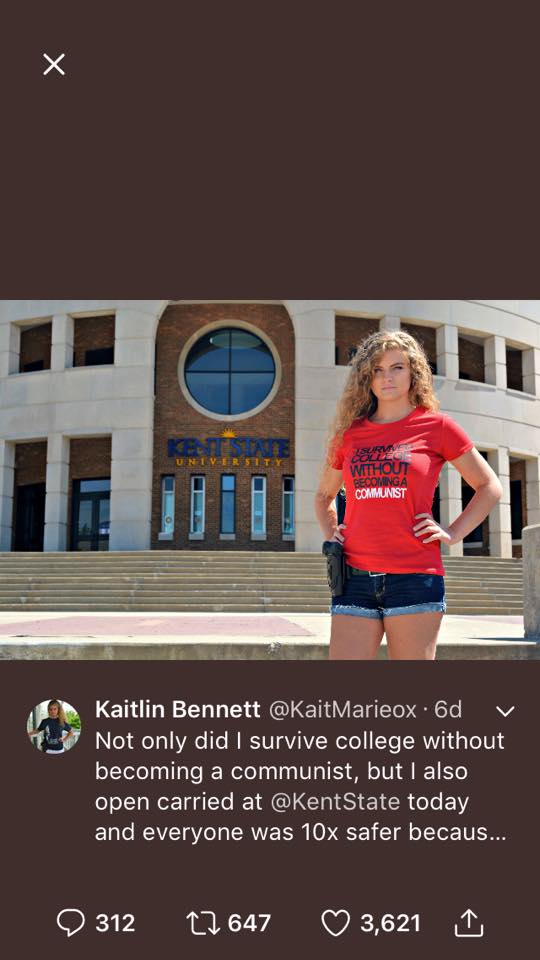 KENT STATE
UNIVERSITY
I SURVIVED
COLLEGE
WITHOUT
BECOMING A
COMMUNIST
Kaitlin Bennett @KaitMarieox · 6d
Not only did I survive college without
becoming a communist, but I also
open carried at @KentState today
and everyone was 10x safer becaus...
312 647 3,621